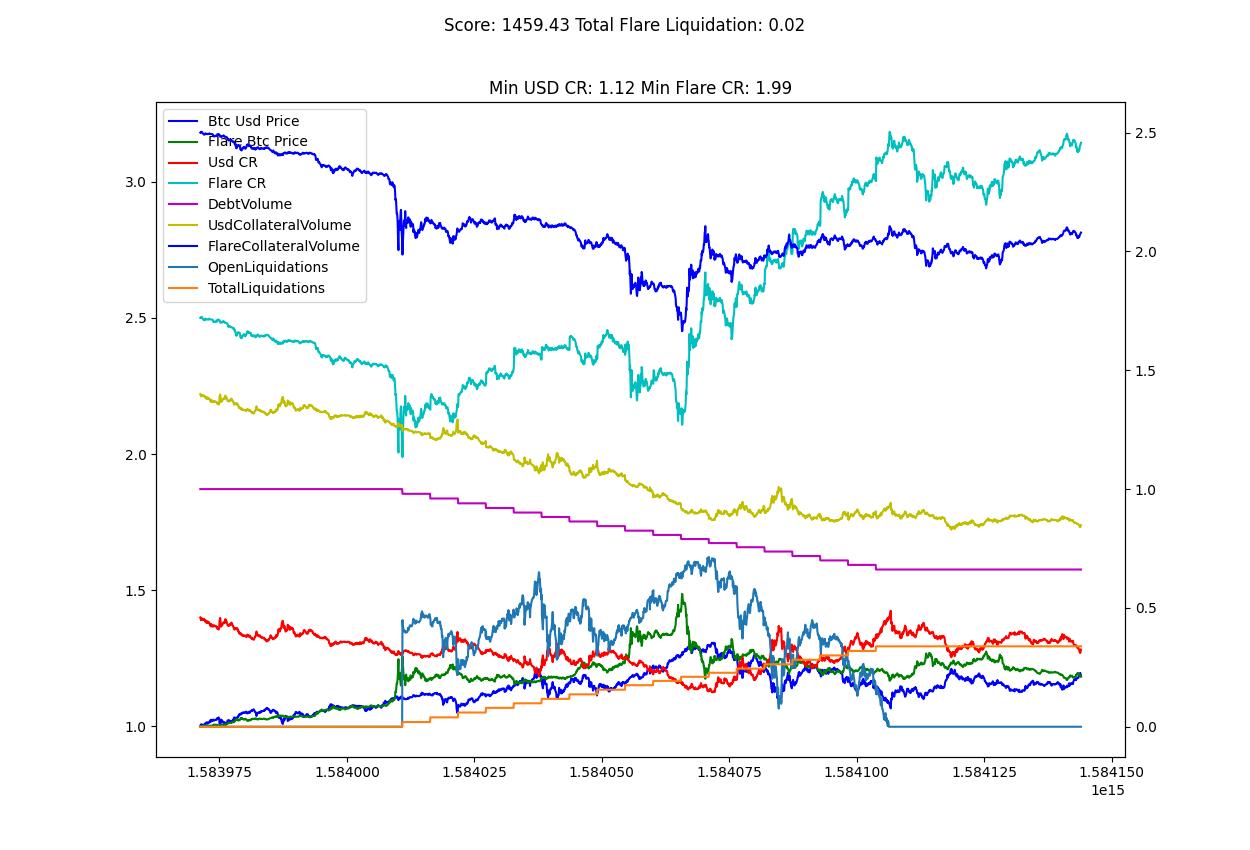 Score: 1459.43 Total Flare Liquidation: 0.02
Min USD CR: 1.12 Min Flare CR: 1.99
Btc Usd Price
Flare Btc Price
Usd CR
Flare CR
DebtVolume
UsdCollateralVolume
FlareCollateralVolume
OpenLiquidations
TotalLiquidations
3.0
2.5
2.0
1.5
1.0
2.5
2.0
1.5
1.0
0.5
0.0
1.583975 1.584000 1.584025 1.584050 1.584075 1.584100 1.584125 1.584150
1e15